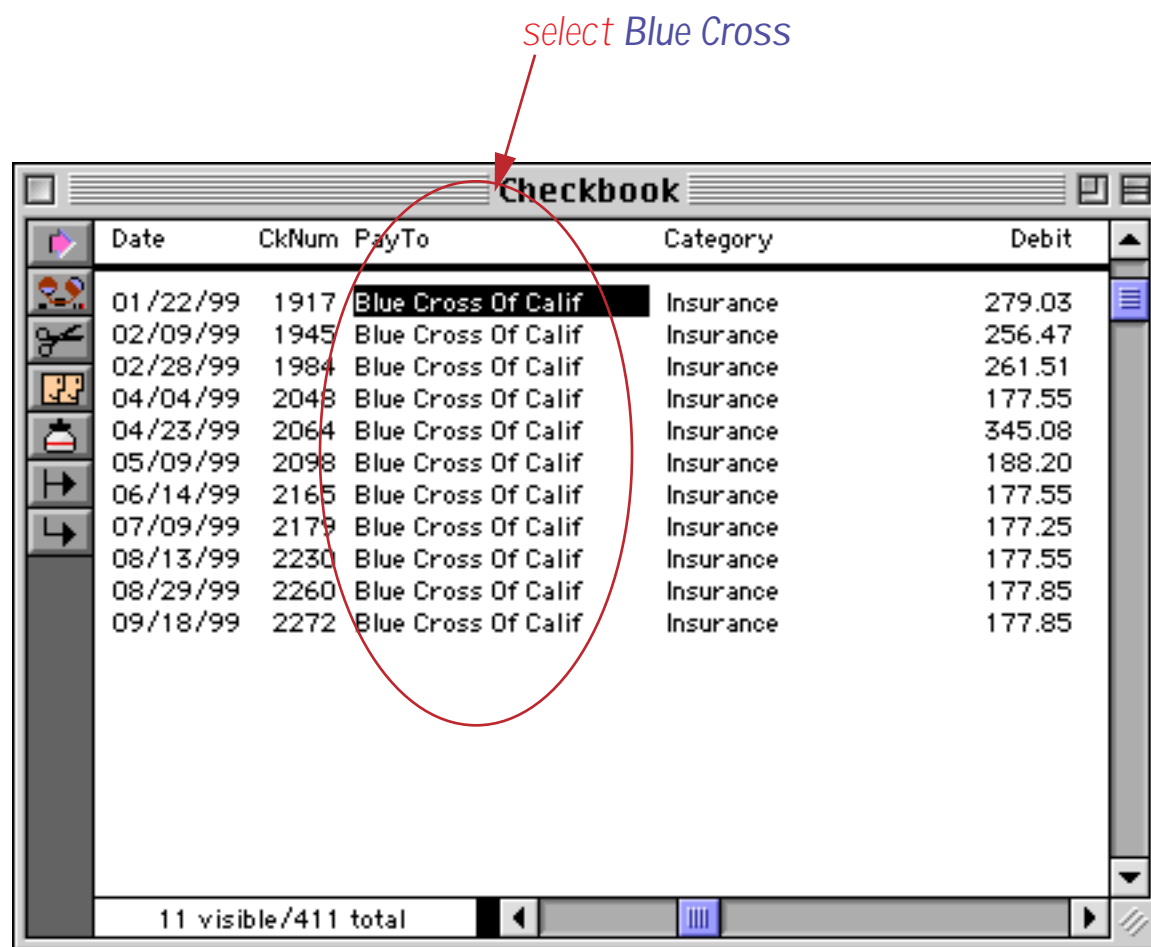 select Blue Cross
Checkbook
Date CkNum PayTo Category Debit
01/22/99 1917 Blue Cross Of Calif Insurance 279.03
02/09/99 1945 Blue Cross Of Calif Insurance 256.47
02/28/99 1984 Blue Cross Of Calif Insurance 261.51
04/04/99 2048 Blue Cross Of Calif Insurance 177.55
04/23/99 2064 Blue Cross Of Calif Insurance 345.08
05/09/99 2098 Blue Cross Of Calif Insurance 188.20
06/14/99 2165 Blue Cross Of Calif Insurance 177.55
07/09/99 2179 Blue Cross Of Calif Insurance 177.25
08/13/99 2230 Blue Cross Of Calif Insurance 177.55
08/29/99 2260 Blue Cross Of Calif Insurance 177.85
09/18/99 2272 Blue Cross Of Calif Insurance 177.85
11 visible/411 total